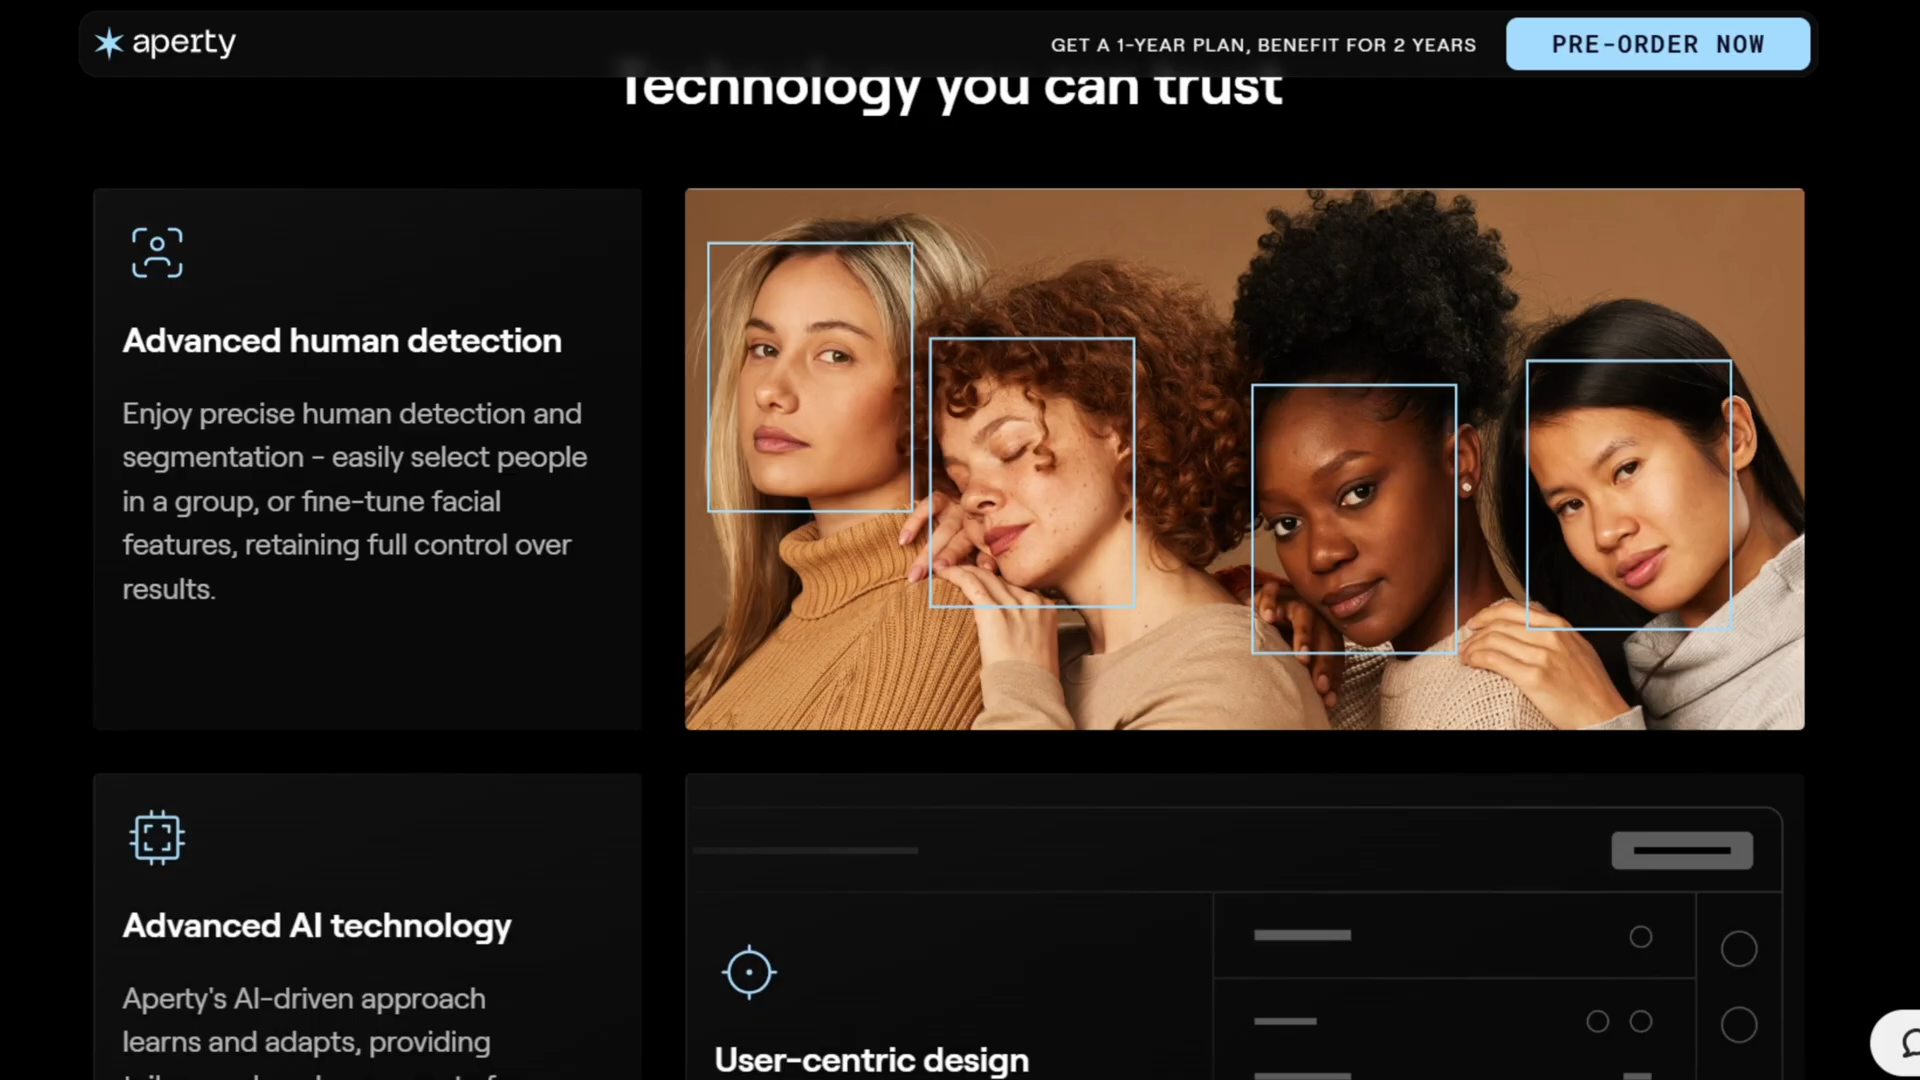 aperty
GET A 1-YEAR PLAN, BENEFIT FOR 2 YEARS
PRE-ORDER NOW
Technology you can trust
Advanced human detection
Enjoy precise human detection and
segmentation - easily select people
in a group, or fine-tune facial
features, retaining full control over
results.
Advanced AI technology
Aperty's AI-driven approach
learns and adapts, providing
User-centric design